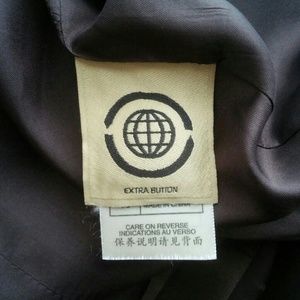 EXTRA BUTTON
MADE IN CHINA
CARE ON REVERSE
INDICATIONS AU VERSO
保养说明请见背面